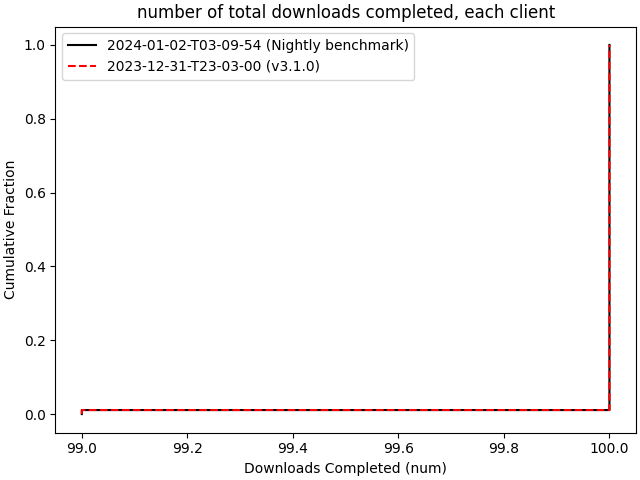 number of total downloads completed, each client
2024-01-02-T03-09-54 (Nightly benchmark)
2023-12-31-T23-03-00 (v3.1.0)
Cumulative Fraction
1.0
0.8
0.6
0.4
0.2
0.0
99.0 99.2 99.4 99.6 99.8 100.0
Downloads Completed (num)